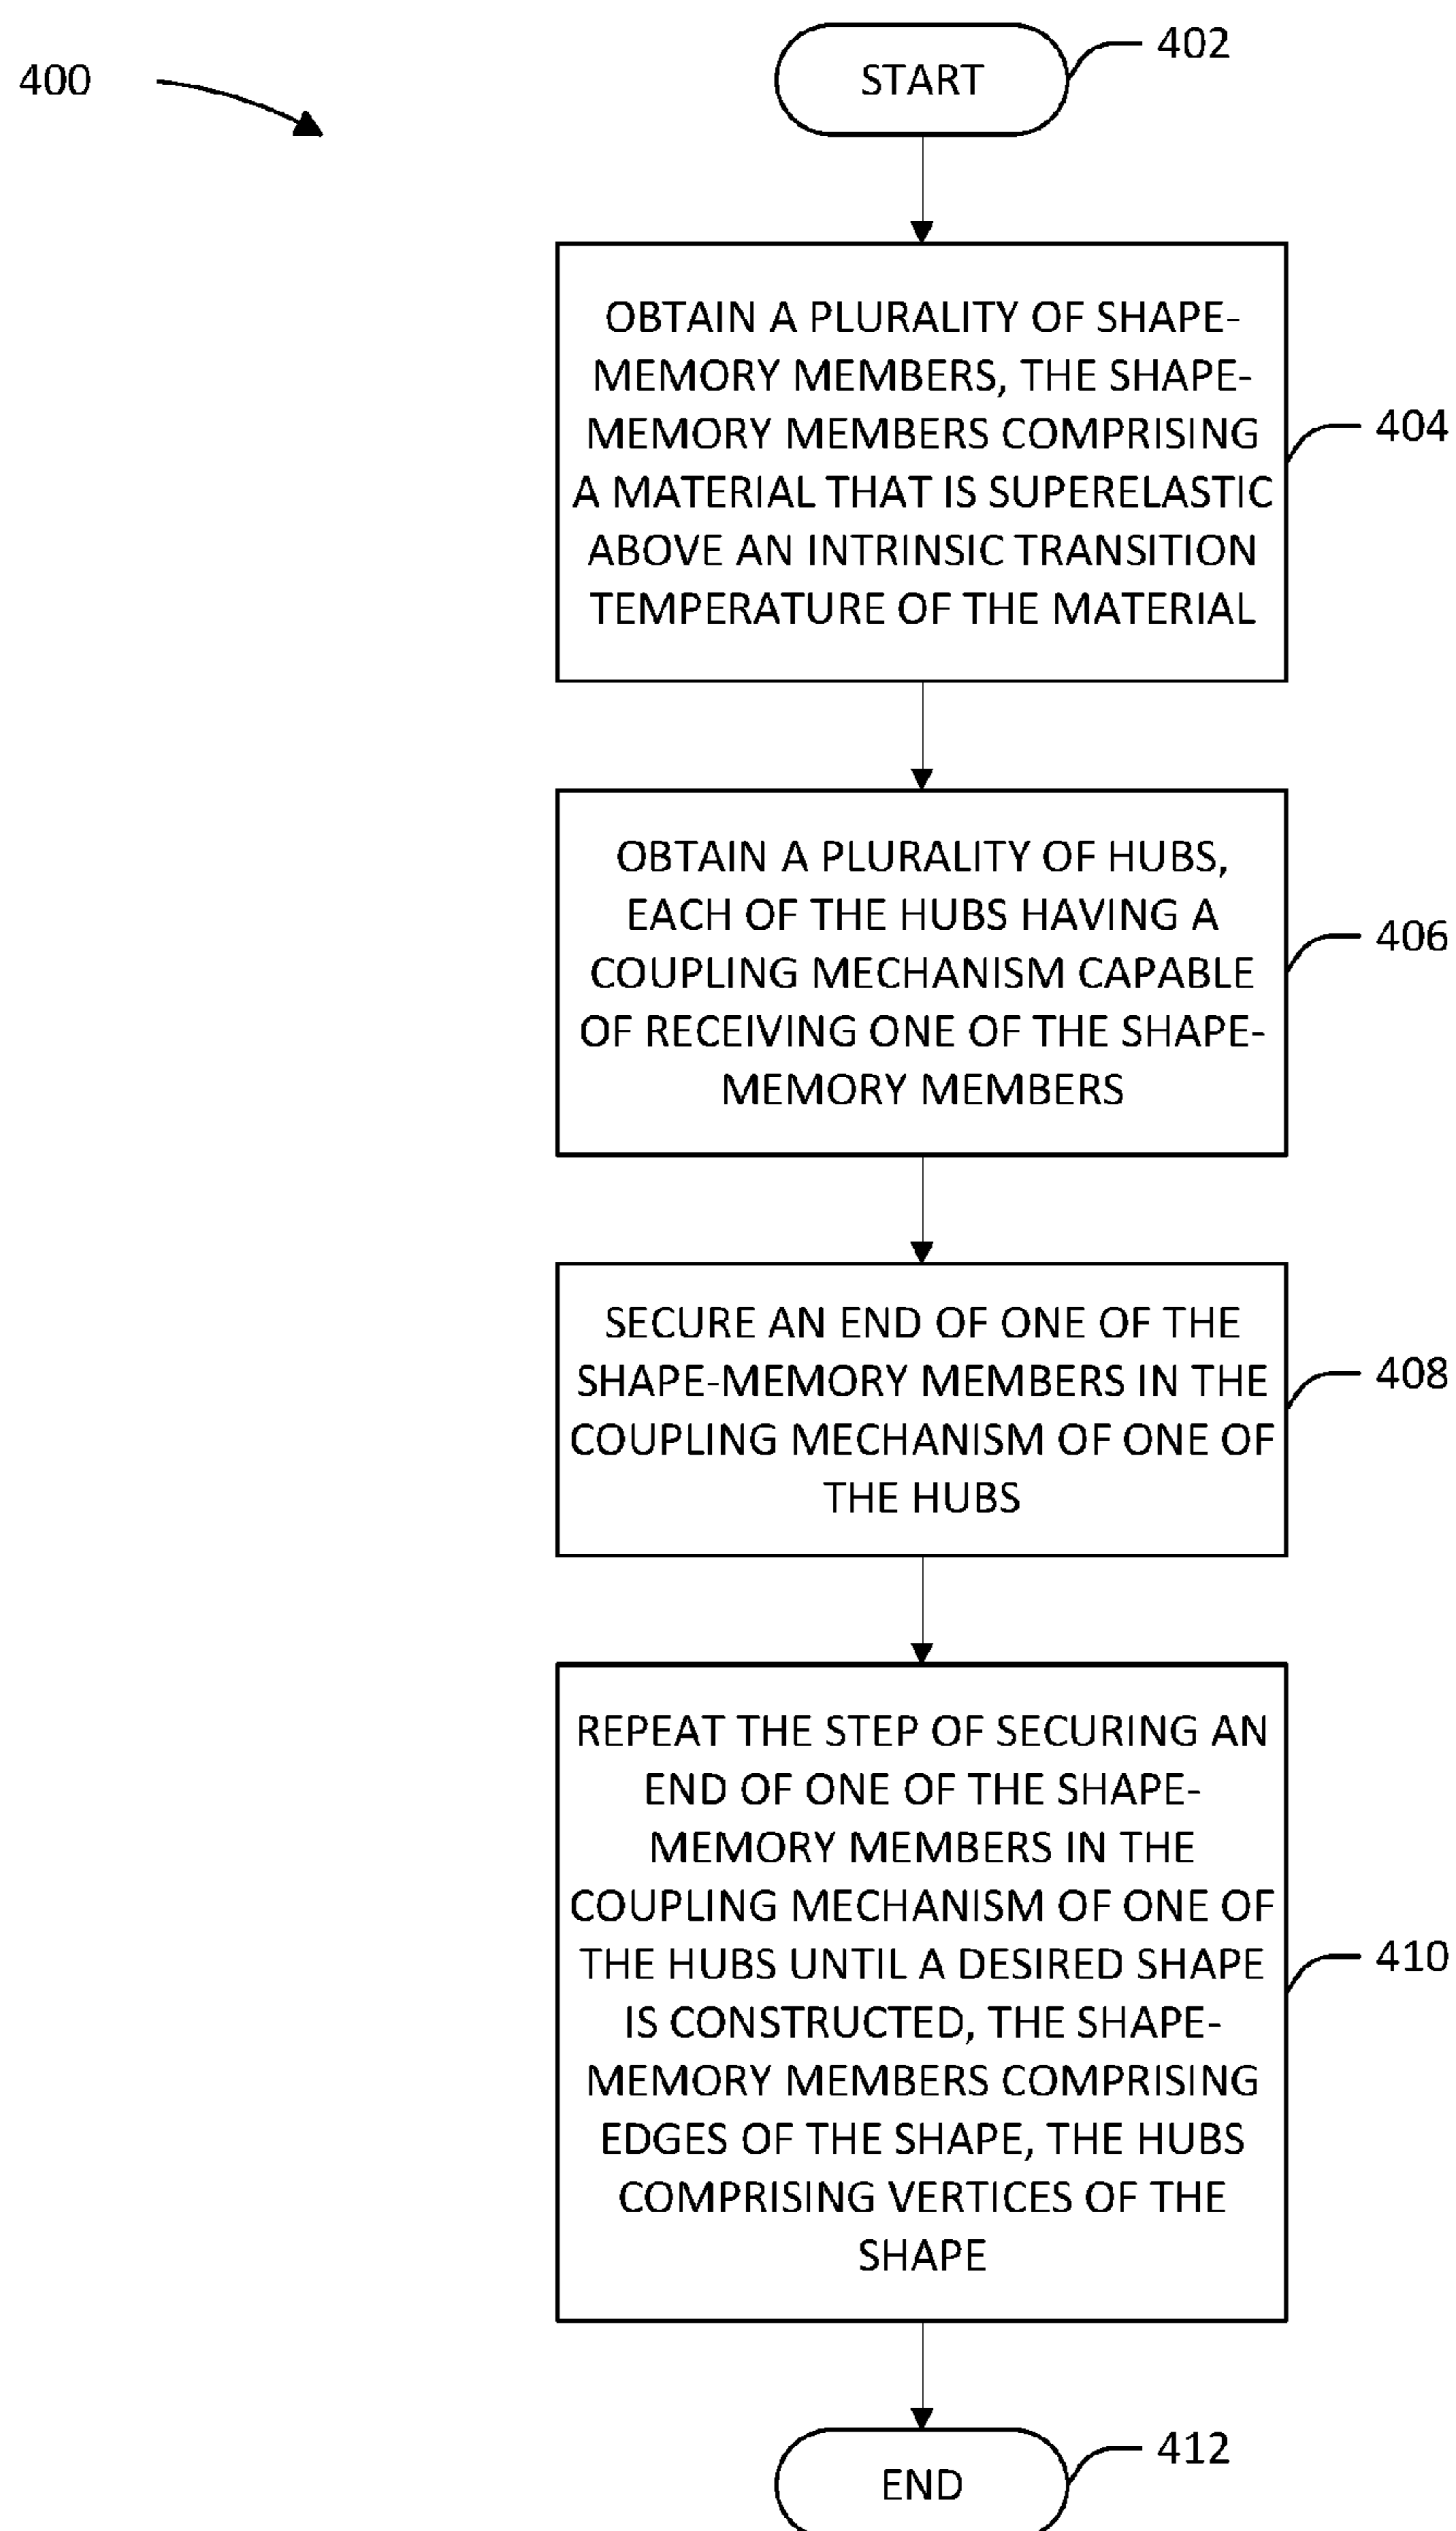 400
START
402
OBTAIN A PLURALITY OF SHAPE-
MEMORY MEMBERS, THE SHAPE-
MEMORY MEMBERS COMPRISING
A MATERIAL THAT IS SUPERELASTIC
ABOVE AN INTRINSIC TRANSITION
TEMPERATURE OF THE MATERIAL
404
OBTAIN A PLURALITY OF HUBS,
EACH OF THE HUBS HAVING A
COUPLING MECHANISM CAPABLE
OF RECEIVING ONE OF THE SHAPE-
MEMORY MEMBERS
406
SECURE AN END OF ONE OF THE
SHAPE-MEMORY MEMBERS IN THE
COUPLING MECHANISM OF ONE OF
THE HUBS
408
REPEAT THE STEP OF SECURING AN
END OF ONE OF THE SHAPE-
MEMORY MEMBERS IN THE
COUPLING MECHANISM OF ONE OF
THE HUBS UNTIL A DESIRED SHAPE
IS CONSTRUCTED, THE SHAPE-
MEMORY MEMBERS COMPRISING
EDGES OF THE SHAPE, THE HUBS
COMPRISING VERTICES OF THE
SHAPE
410
END
412